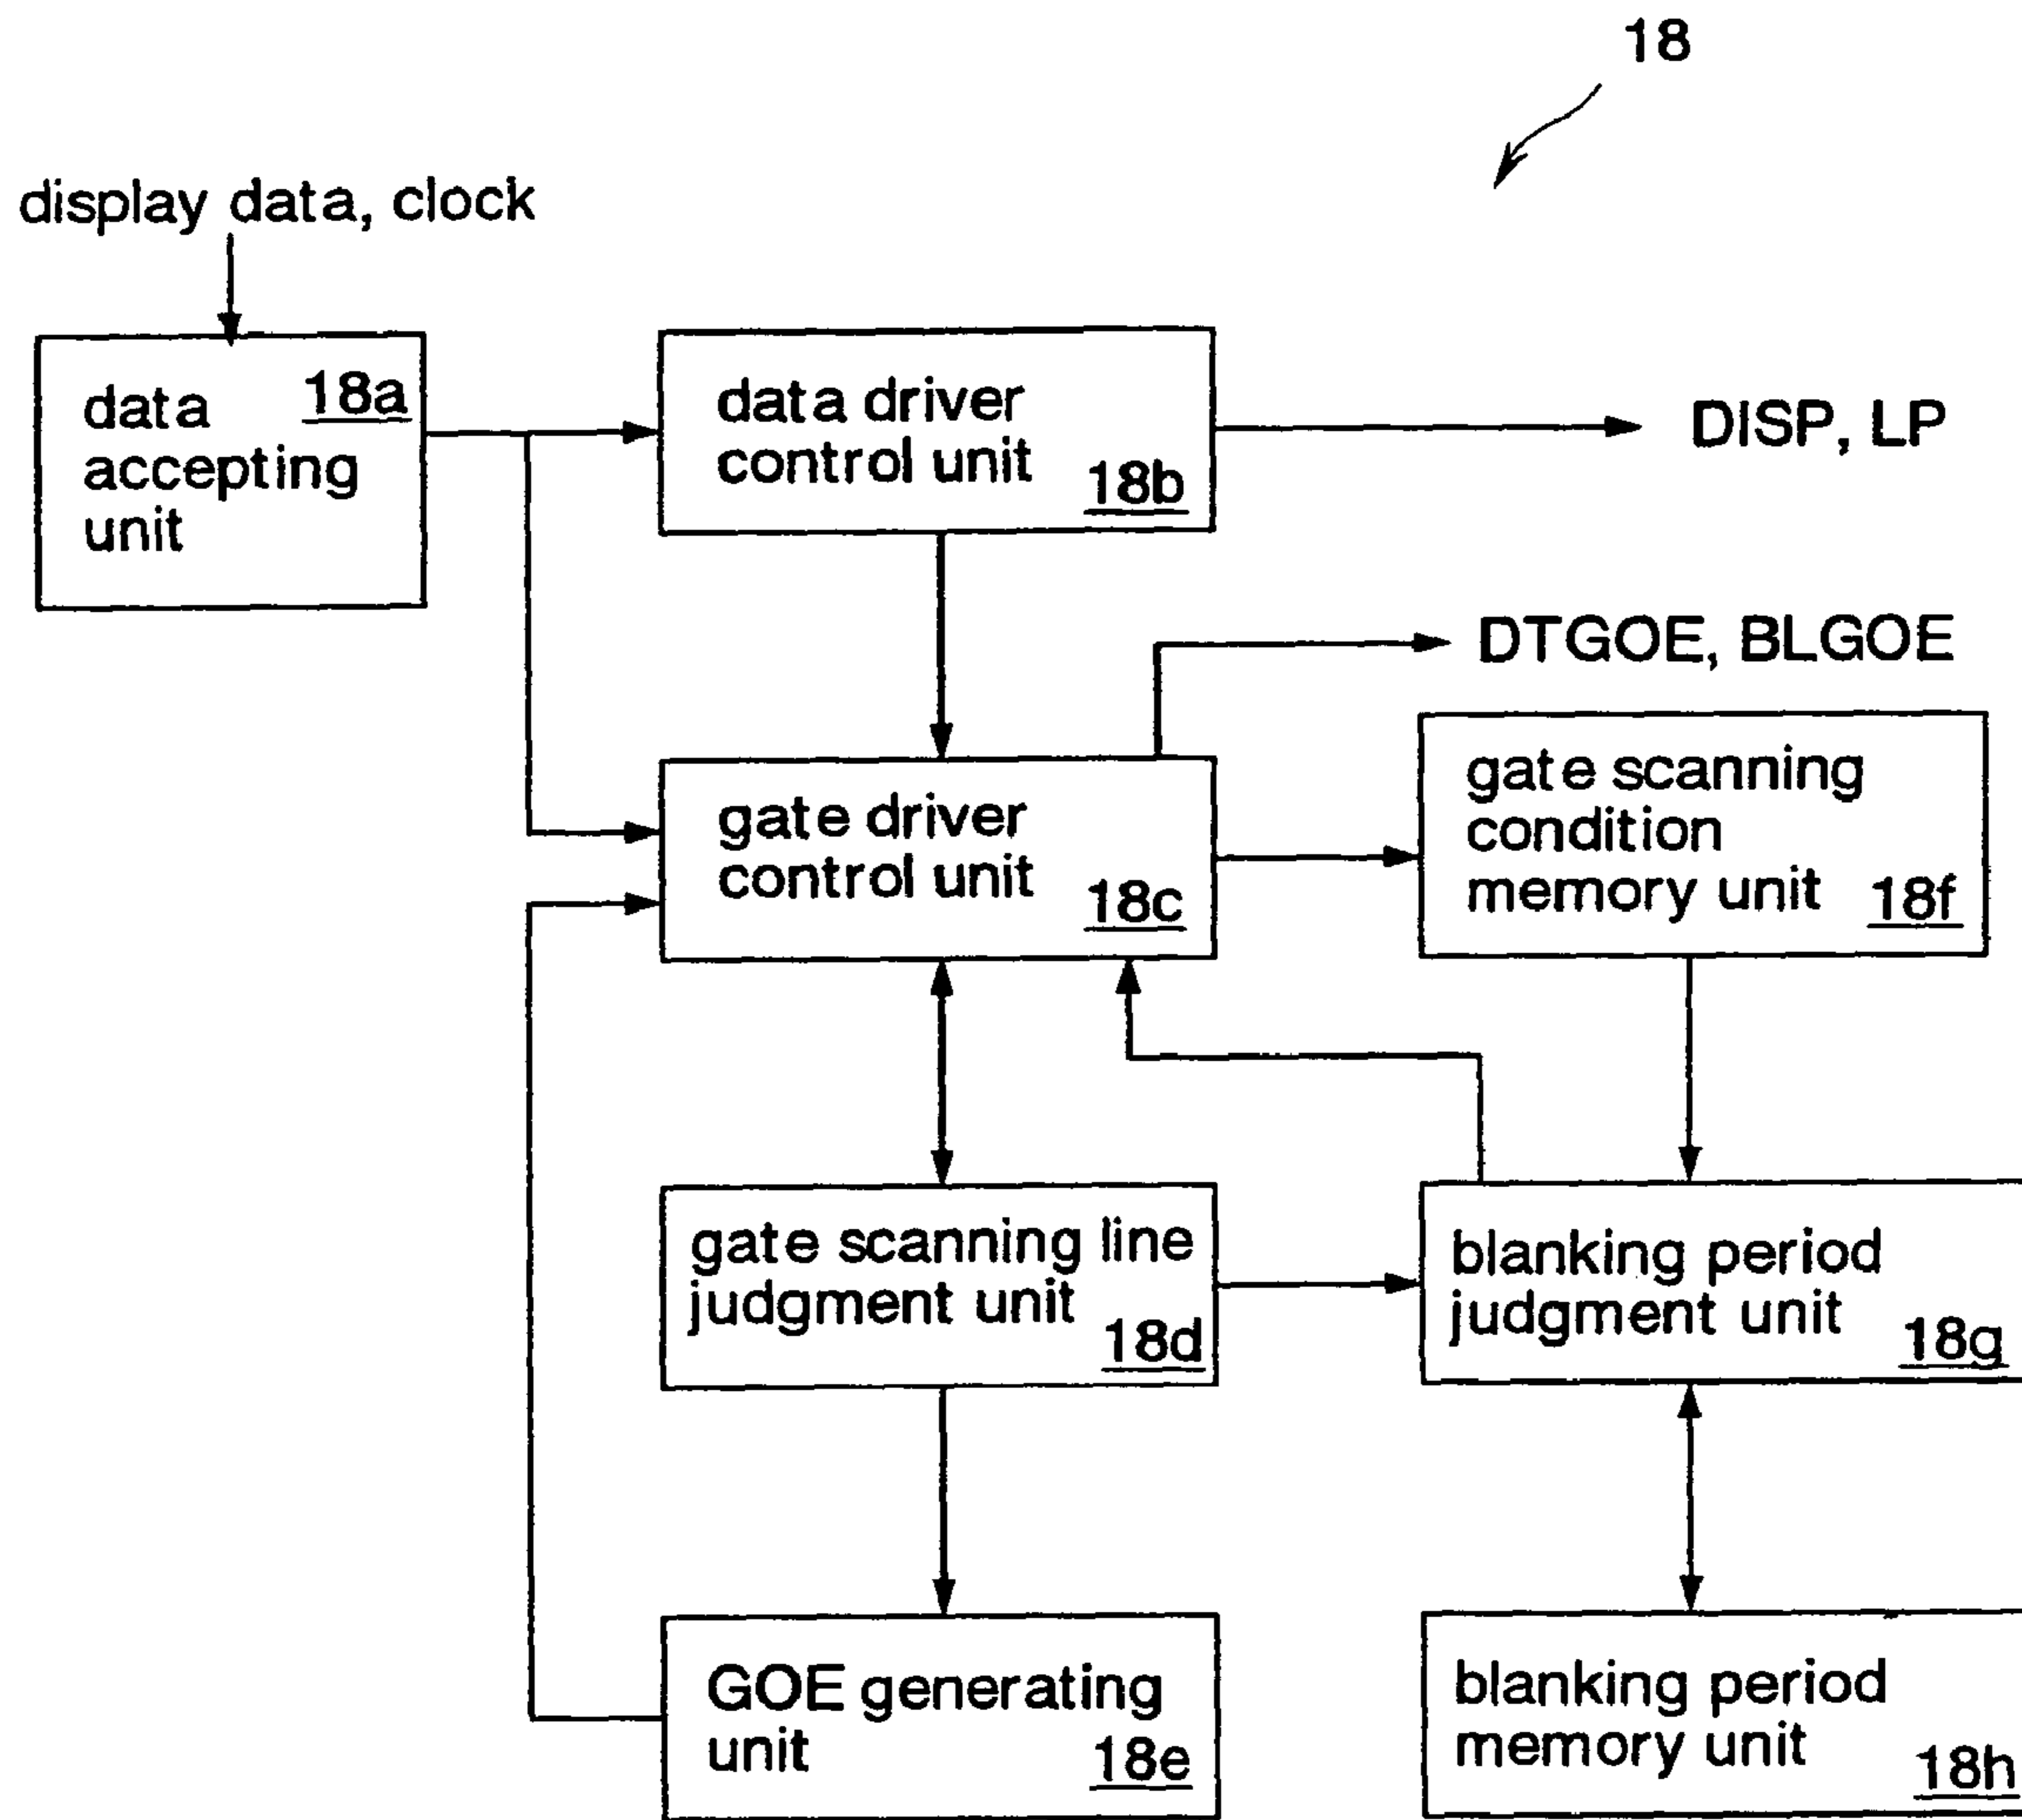 18
display data, clock
data
accepting
unit
18a
data driver
control unit
18b
DISP, LP
DTGOE, BLGOE
gate driver
control unit
18c
gate scanning
condition
memory unit
18f
gate scanning line
judgment unit
18d
blanking period
judgment unit
18g
GOE generating
unit
18e
blanking period
memory unit
18h